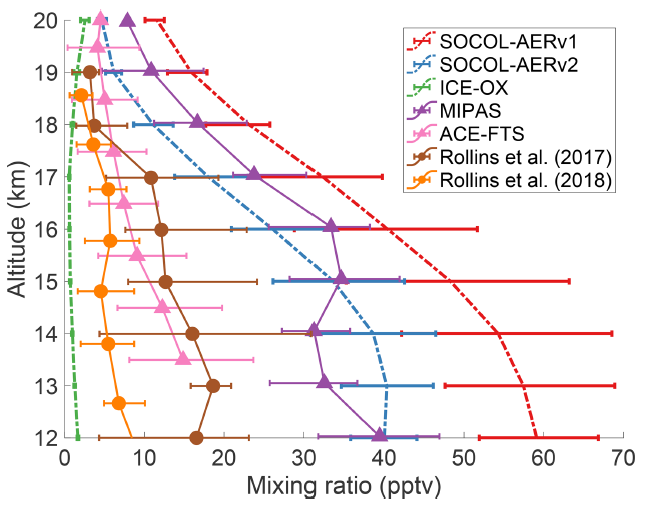 20
19
18
17
16
15
14
13
12
Altitude (km)
0
10
20
30
40
50
60
70
Mixing ratio (pptv)
SOCOL-AERv1
SOCOL-AERv2
ICE-OX
MIPAS
ACE-FTS
Rollins et al. (2017)
Rollins et al. (2018)